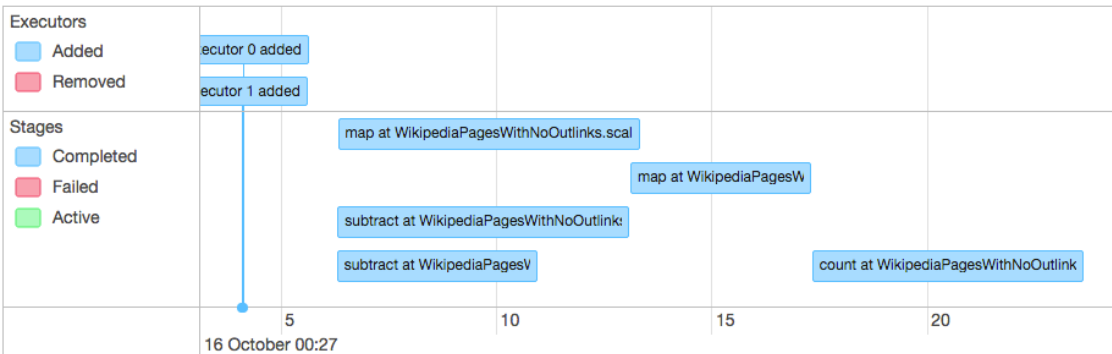 Executors
Added
Removed
ecutor 0 added
ecutor 1 added
Stages
Completed
Failed
Active
map at WikipediaPagesWithNoOutlinks.scal
map at WikipediaPagesW
subtract at WikipediaPagesWithNoOutlinks
subtract at WikipediaPagesW
count at WikipediaPagesWithNoOutlink
5 10 15 20
16 October 00:27